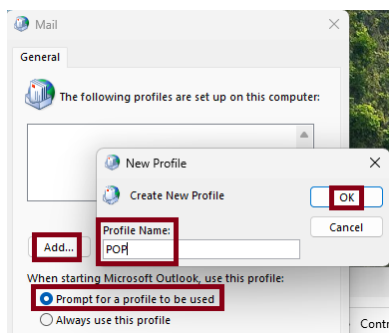 Mail
General
The following profiles are set up on this computer:
New Profile
Create New Profile
OK
Cancel
Profile Name:
POP
Add...
When starting Microsoft Outlook, use this profile:
Prompt for a profile to be used
Always use this profile
Contr